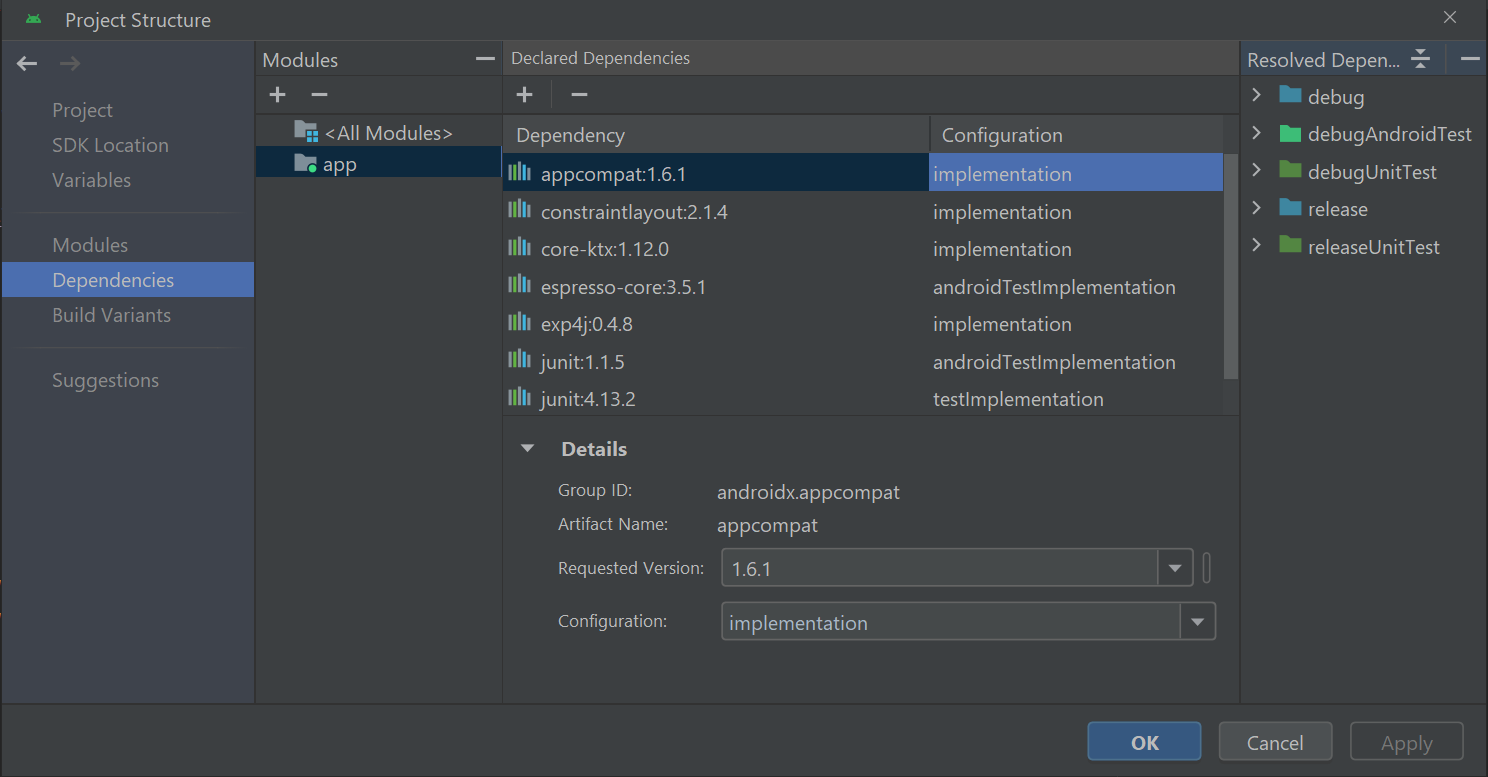 Project Structure
Project
SDK Location
Variables
Modules
Dependencies
Build Variants
Suggestions
Modules
<All Modules>
app
Declared Dependencies
Dependency Configuration
appcompat:1.6.1 implementation
constraintlayout:2.1.4 implementation
core-ktx:1.12.0 implementation
espresso-core:3.5.1 androidTestImplementation
exp4j:0.4.8 implementation
junit:1.1.5 androidTestImplementation
junit:4.13.2 testImplementation
Details
Group ID: androidx.appcompat
Artifact Name: appcompat
Requested Version: 1.6.1
Configuration: implementation
Resolved Depen...
debug
debugAndroidTest
debugUnitTest
release
releaseUnitTest
OK Cancel Apply